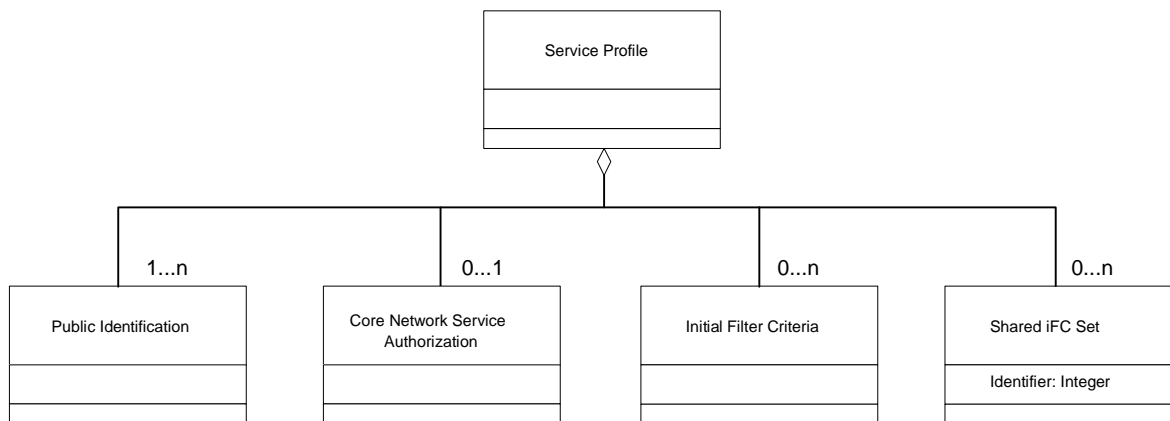 Service Profile
1...n
0...1
0...n
0...n
Public Identification
Core Network Service
Authorization
Initial Filter Criteria
Shared iFC Set
Identifier: Integer